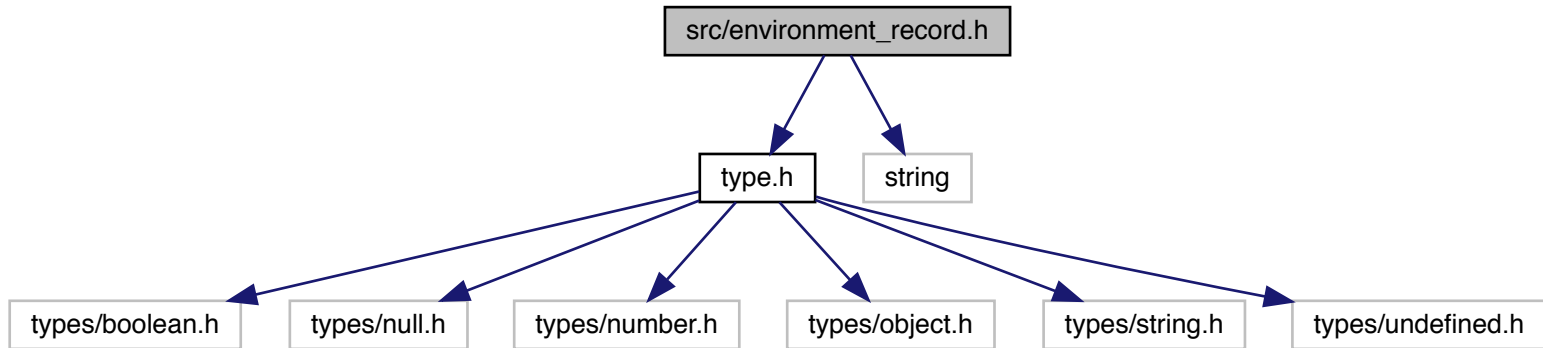 src/environment_record.h
type.h
string
types/boolean.h
types/null.h
types/number.h
types/object.h
types/string.h
types/undefined.h